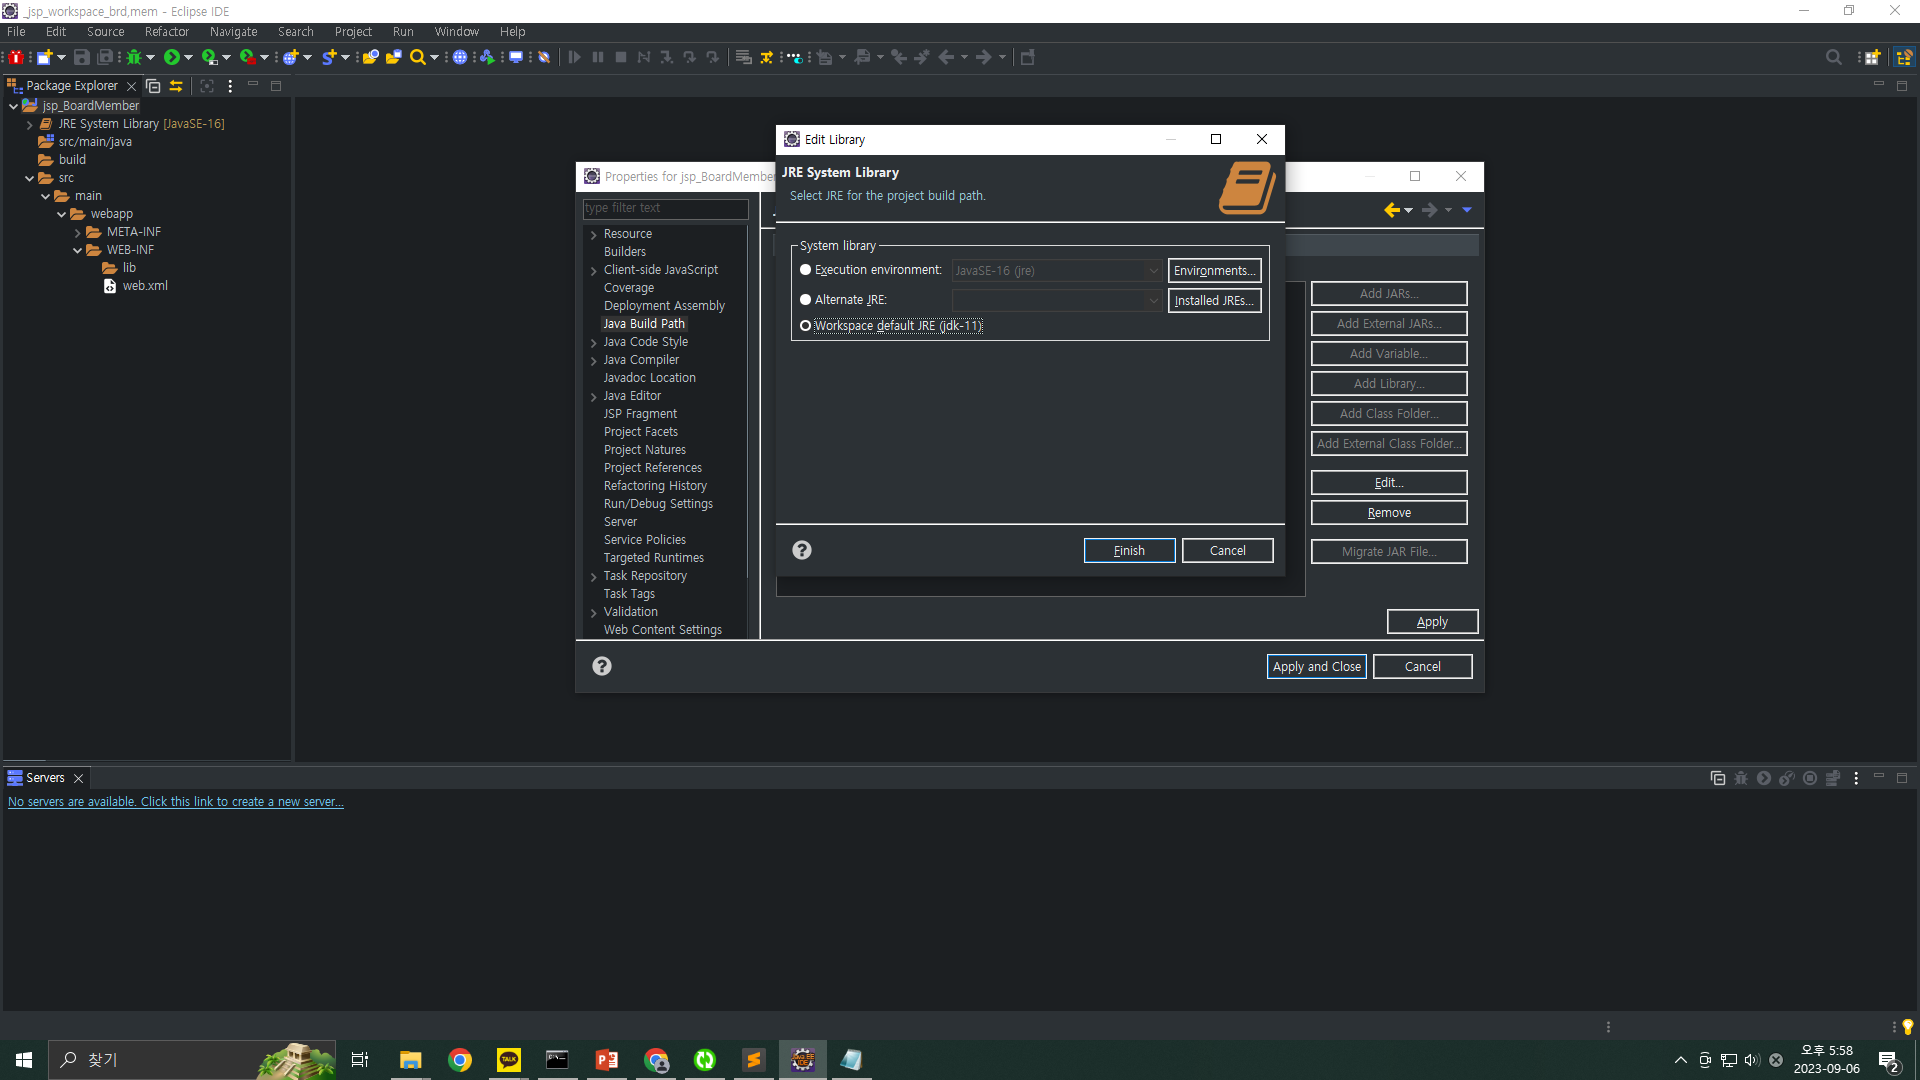 _jsp_workspace_brd,mem - Eclipse IDE
File Edit Source Refactor Navigate Search Project Run Window Help
Package Explorer
jsp_BoardMember
JRE System Library [JavaSE-16]
src/main/java
build
src
main
webapp
META-INF
WEB-INF
lib
web.xml
Properties for jsp_BoardMember
type filter text
Resource
Builders
Client-side JavaScript
Coverage
Deployment Assembly
Java Build Path
Java Code Style
Java Compiler
Javadoc Location
Java Editor
JSP Fragment
Project Facets
Project Natures
Project References
Refactoring History
Run/Debug Settings
Server
Service Policies
Targeted Runtimes
Task Repository
Task Tags
Validation
Web Content Settings
Edit Library
JRE System Library
Select JRE for the project build path.
System library
Execution environment: JavaSE-16 (jre) Environments...
Alternate JRE: Installed JREs...
Workspace default JRE (jdk-11)
Finish Cancel
Add JARs...
Add External JARs...
Add Variable...
Add Library...
Add Class Folder...
Add External Class Folder...
Edit...
Remove
Migrate JAR File...
Apply
Apply and Close Cancel
Servers
No servers are available. Click this link to create a new server...
찾기
TALK
오후 5:58
2023-09-06
2